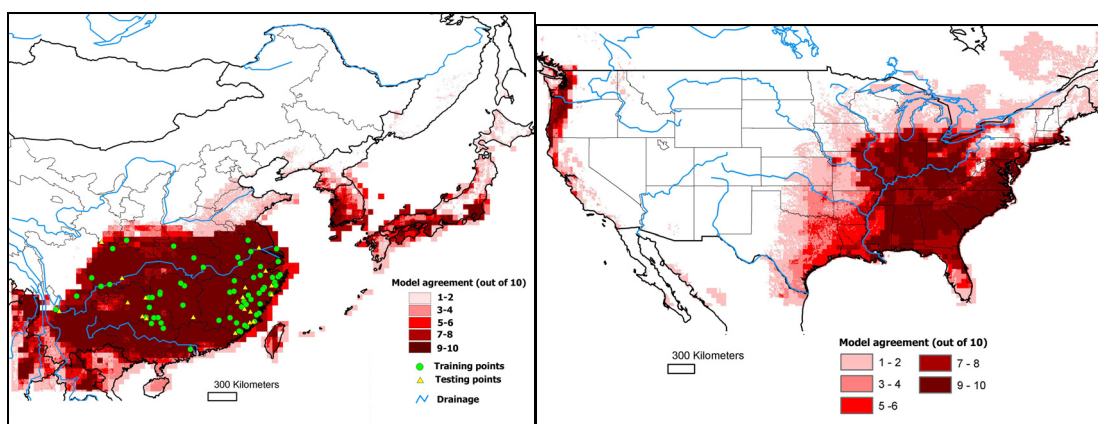 Model agreement (out of 10)
1-2
3-4
5-6
7-8
9-10
Training points
Testing points
Drainage
300 Kilometers
300 Kilometers
Model agreement (out of 10)
1 - 2
3 - 4
5 -6
7 - 8
9 - 10